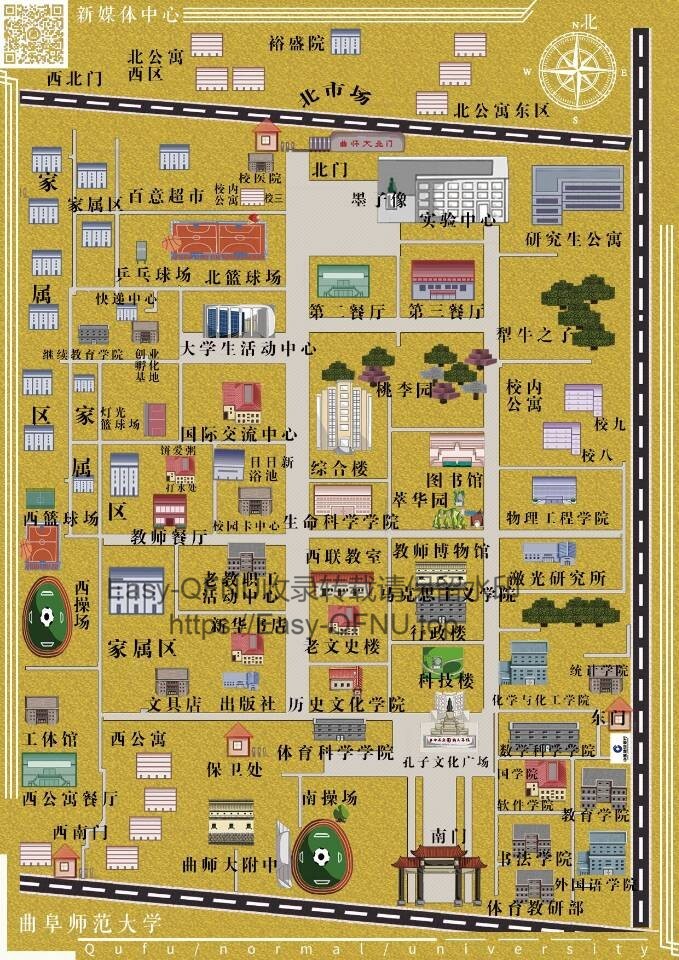 新媒体中心
北
N
W
E
S
裕盛院
北公寓
西区
西北门
北市场
北公寓东区
曲师大北门
北门
校医院
家
家属区
百意超市
校内
公寓
校三
墨子像
实验中心
研究生公寓
乒乓球场
北篮球场
属
快递中心
第二餐厅
第三餐厅
犁牛之子
大学生活动中心
继续教育学院
创业
孵化
基地
桃李园
校内
公寓
区
家
灯光
篮球场
国际交流中心
校九
饼爱粥
日日新
浴池
综合楼
图书馆
校八
属
打水处
萃华园
区
西篮球场
教师餐厅
校园卡中心
生命科学学院
物理工程学院
西联教室
教师博物馆
老教职工
活动中心
马克思主义学院
激光研究所
Easy-QFNU收录转载请保留水印
https://Easy-QFNU.top
西
操
场
新华书店
行政楼
家属区
老文史楼
科技楼
统计学院
文具店
出版社
历史文化学院
化学与化工学院
东门
工体馆
西公寓
体育科学学院
孔子文化广场
数学科学学院
保卫处
国学院
西公寓餐厅
南操场
软件学院
教育学院
西南门
南门
曲师大附中
书法学院
外国语学院
体育教研部
曲阜师范大学
Qufu/normal/university